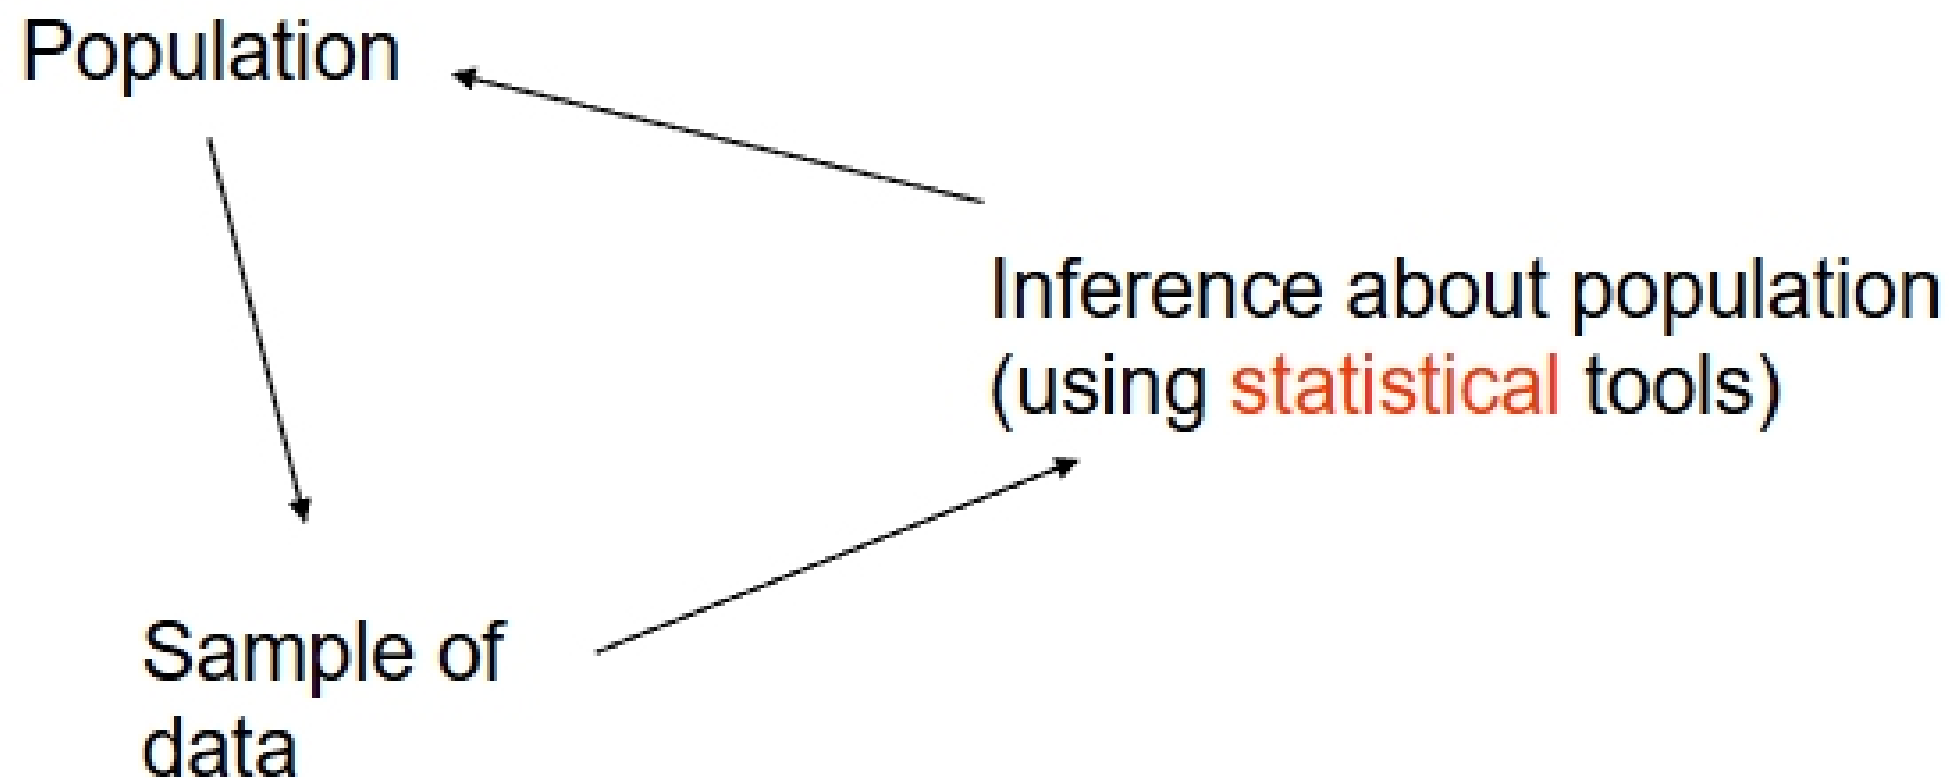 Population
Inference about population
(using statistical tools)
Sample of
data